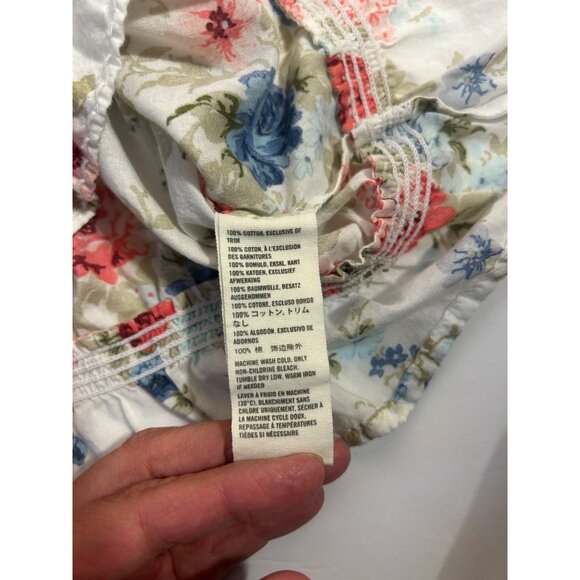 100% COTTON, EXCLUSIVE OF
TRIM
100% COTON, À L'EXCLUSION
DES GARNITURES
100% BOMULD, EKSKL. KANT
100% KATOEN, EXCLUSIEF
AFWERKING
100% BAUMWOLLE, BESATZ
AUSGENOMMEN
100% COTONE, ESCLUSO BORDO
100% コットン, トリム
なし
100% ALGODÓN, EXCLUSIVO DE
ADORNOS
100% 棉 饰边除外
MACHINE WASH COLD, ONLY
NON-CHLORINE BLEACH,
TUMBLE DRY LOW, WARM IRON
IF NEEDED
LAVER À FROID EN MACHINE
(30°C), BLANCHIMENT SANS
CHLORE UNIQUEMENT, SÉCHER À
LA MACHINE CYCLE DOUX,
REPASSAGE À TEMPÉRATURES
TIÈDES SI NÉCESSAIRE